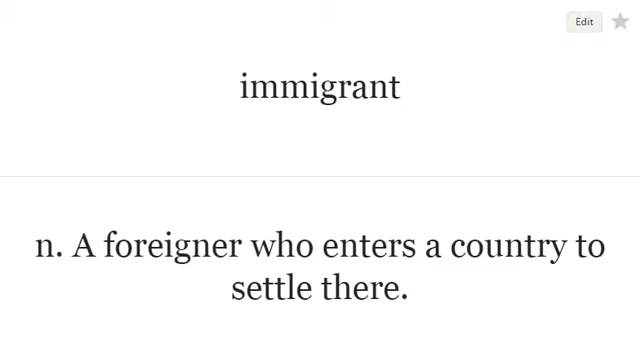 Edit
immigrant
n. A foreigner who enters a country to
settle there.